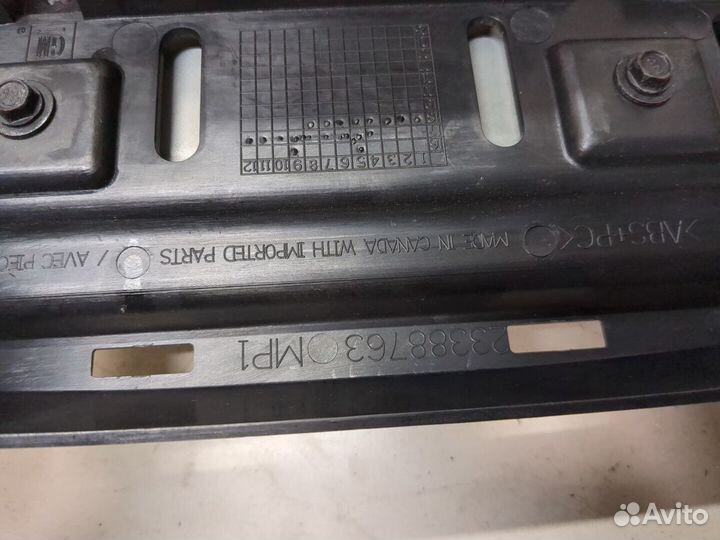 23388763 MP1
>ABS+PC< MADE IN CANADA WITH IMPORTED PARTS / AVEC PIÈC
1 2 3 4 5 6 7 8 9 10 11 12
Avito